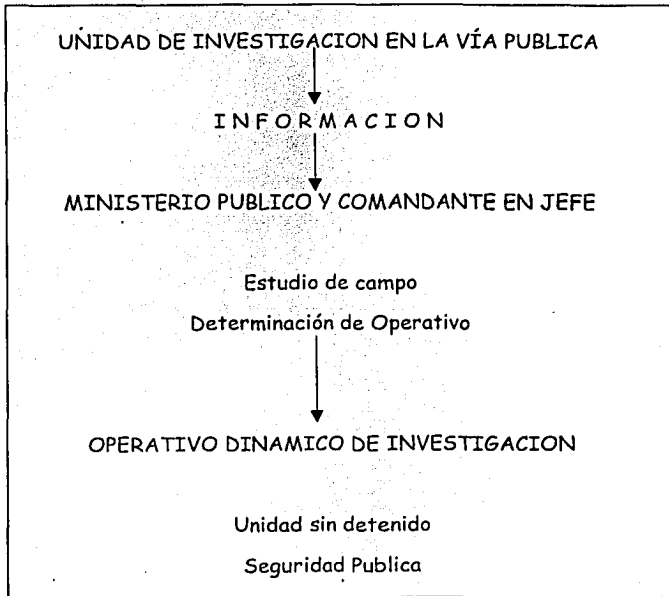 UNIDAD DE INVESTIGACION EN LA VÍA PUBLICA
I N F O R M A C I O N
MINISTERIO PUBLICO Y COMANDANTE EN JEFE
Estudio de campo
Determinación de Operativo
OPERATIVO DINAMICO DE INVESTIGACION
Unidad sin detenido
Seguridad Publica